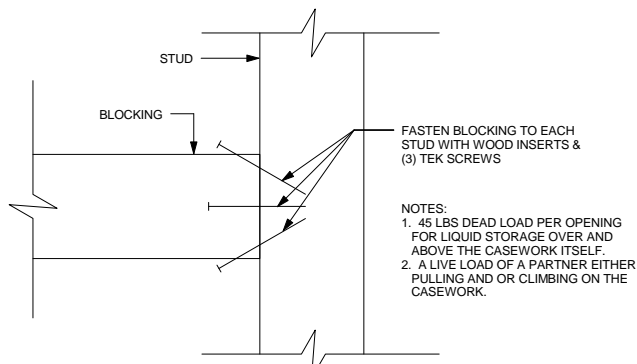 STUD
BLOCKING
FASTEN BLOCKING TO EACH
STUD WITH WOOD INSERTS &
(3) TEK SCREWS
NOTES:
1. 45 LBS DEAD LOAD PER OPENING
FOR LIQUID STORAGE OVER AND
ABOVE THE CASEWORK ITSELF.
2. A LIVE LOAD OF A PARTNER EITHER
PULLING AND OR CLIMBING ON THE
CASEWORK.